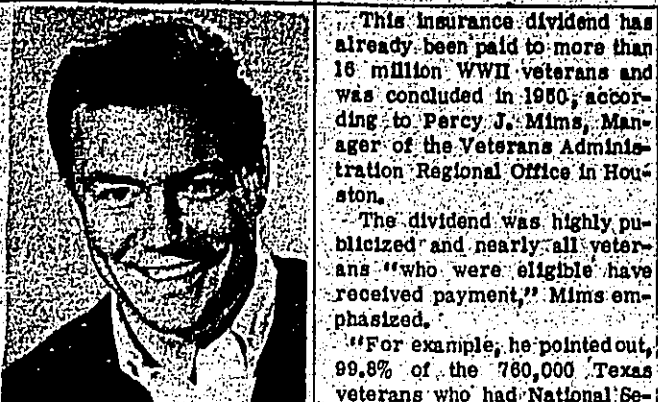 This insurance dividend has
already been paid to more than
16 million WWII veterans and
was concluded in 1950, accor-
ding to Percy J. Mims, Man-
ager of the Veterans Adminis-
tration Regional Office in Hou-
ston.
The dividend was highly pu-
blicized and nearly all veter-
ans "who were eligible have
received payment," Mims em-
phasized.
"For example, he pointed out,
99.8% of the 760,000 Texas
veterans who had National Se-